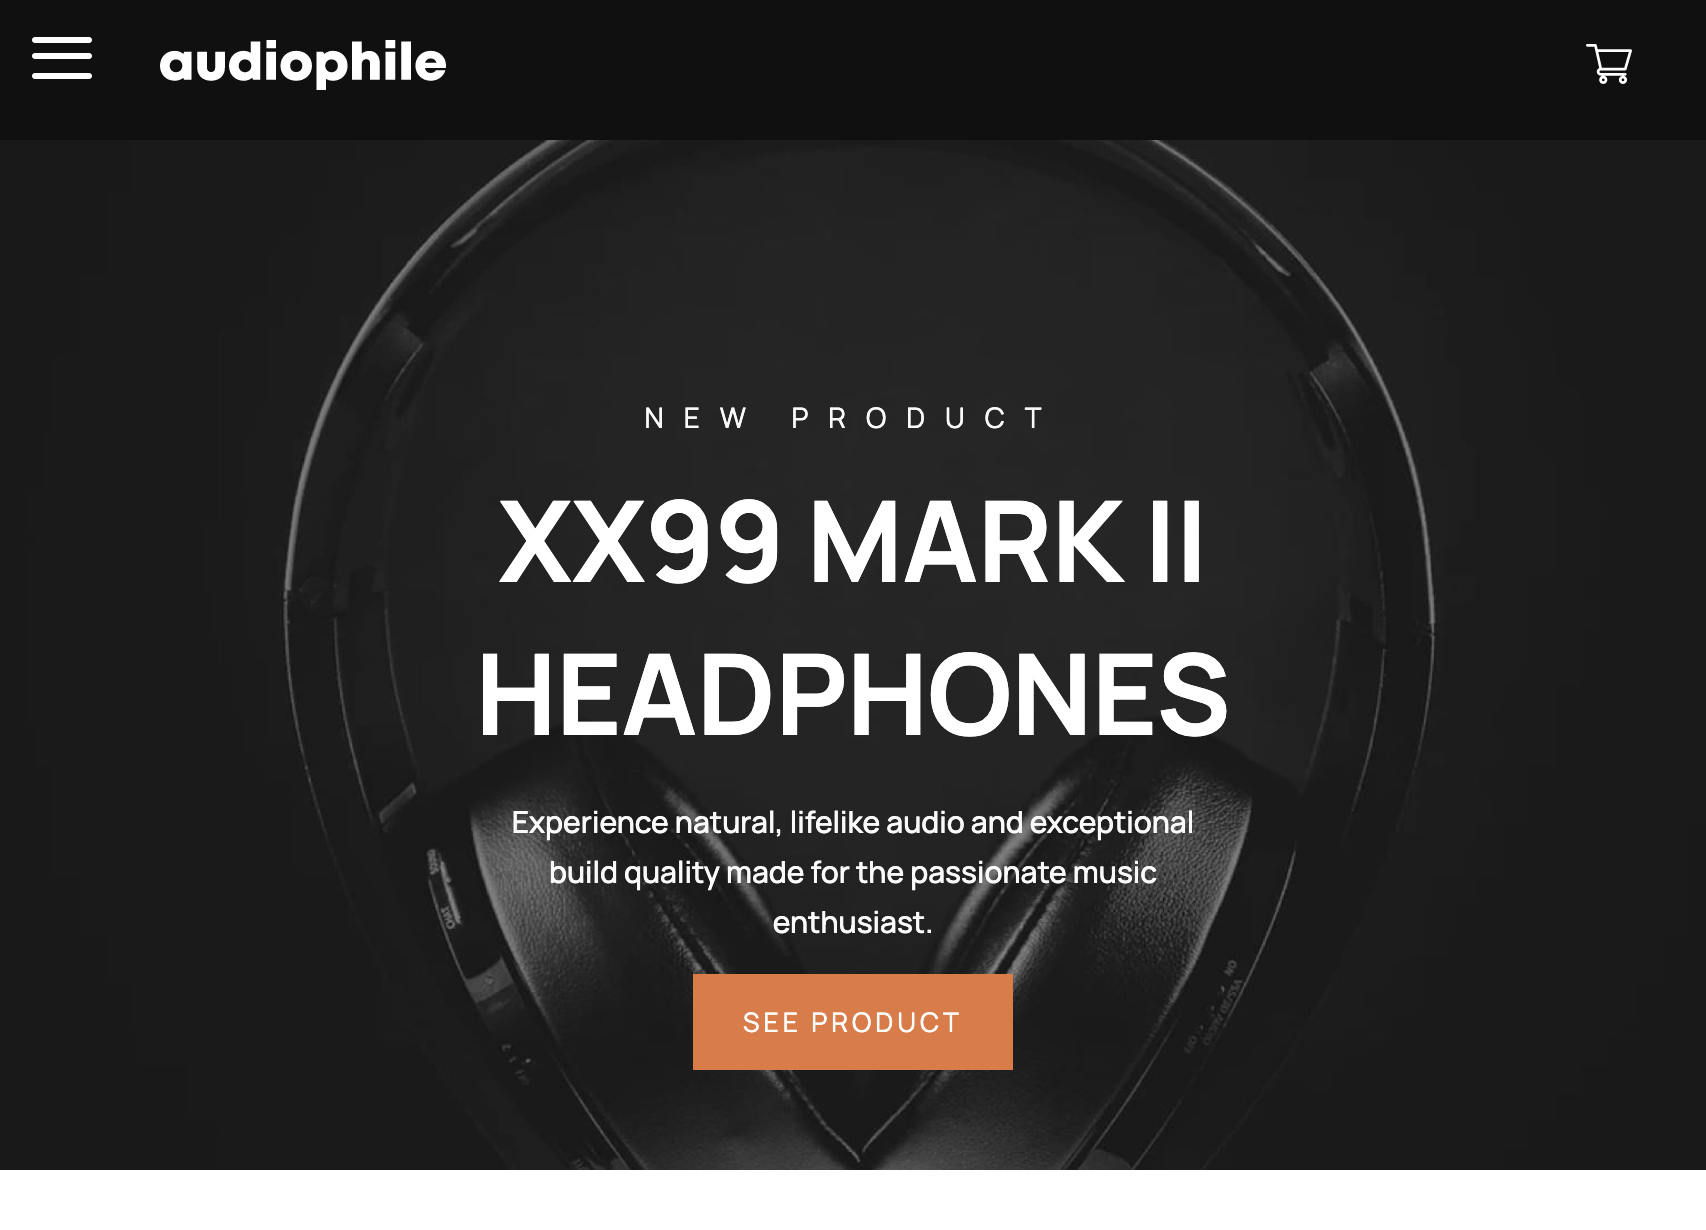 audiophile
NEW PRODUCT
XX99 MARK II
HEADPHONES
Experience natural, lifelike audio and exceptional
build quality made for the passionate music
enthusiast.
SEE PRODUCT